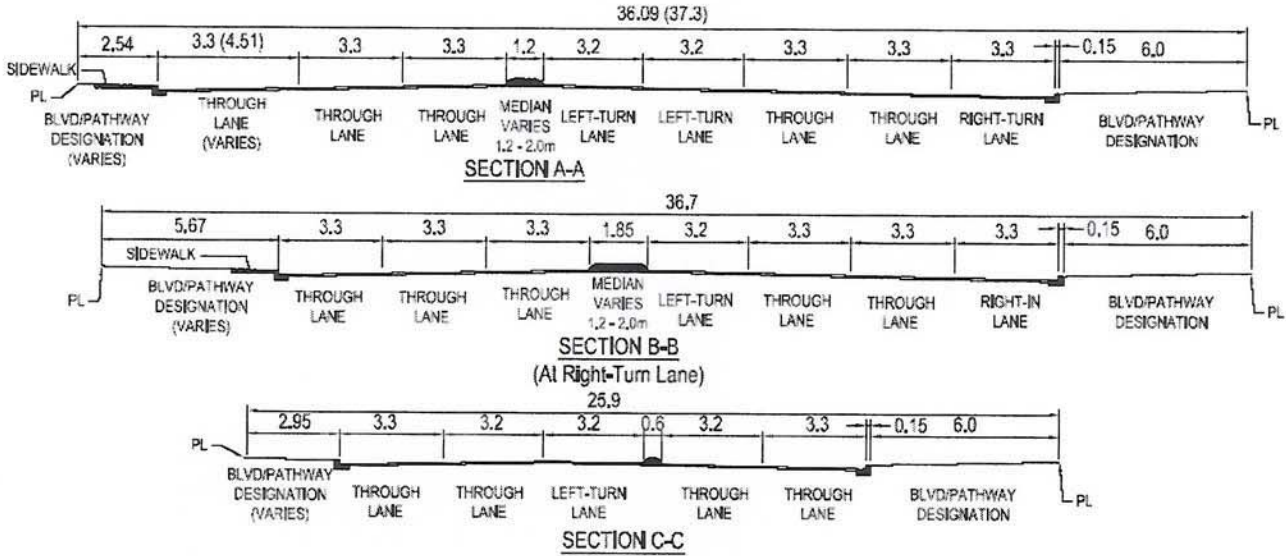 36.09 (37.3)
2.54 3.3 (4.51) 3.3 3.3 1.2 3.2 3.2 3.3 3.3 3.3 0.15 6.0
SIDEWALK
PL
BLVD/PATHWAY
DESIGNATION
(VARIES)
THROUGH
LANE
(VARIES)
THROUGH
LANE
THROUGH
LANE
MEDIAN
VARIES
1.2 - 2.0m
LEFT-TURN
LANE
LEFT-TURN
LANE
THROUGH
LANE
THROUGH
LANE
RIGHT-TURN
LANE
BLVD/PATHWAY
DESIGNATION
PL
SECTION A-A
36.7
5.67 3.3 3.3 3.3 1.85 3.2 3.3 3.3 3.3 0.15 6.0
SIDEWALK
PL
BLVD/PATHWAY
DESIGNATION
(VARIES)
THROUGH
LANE
THROUGH
LANE
THROUGH
LANE
MEDIAN
VARIES
1.2 - 2.0m
LEFT-TURN
LANE
THROUGH
LANE
THROUGH
LANE
RIGHT-IN
LANE
BLVD/PATHWAY
DESIGNATION
PL
SECTION B-B
(At Right-Turn Lane)
25.9
2.95 3.3 3.2 3.2 0.6 3.2 3.3 0.15 6.0
PL
BLVD/PATHWAY
DESIGNATION
(VARIES)
THROUGH
LANE
THROUGH
LANE
LEFT-TURN
LANE
THROUGH
LANE
THROUGH
LANE
BLVD/PATHWAY
DESIGNATION
PL
SECTION C-C